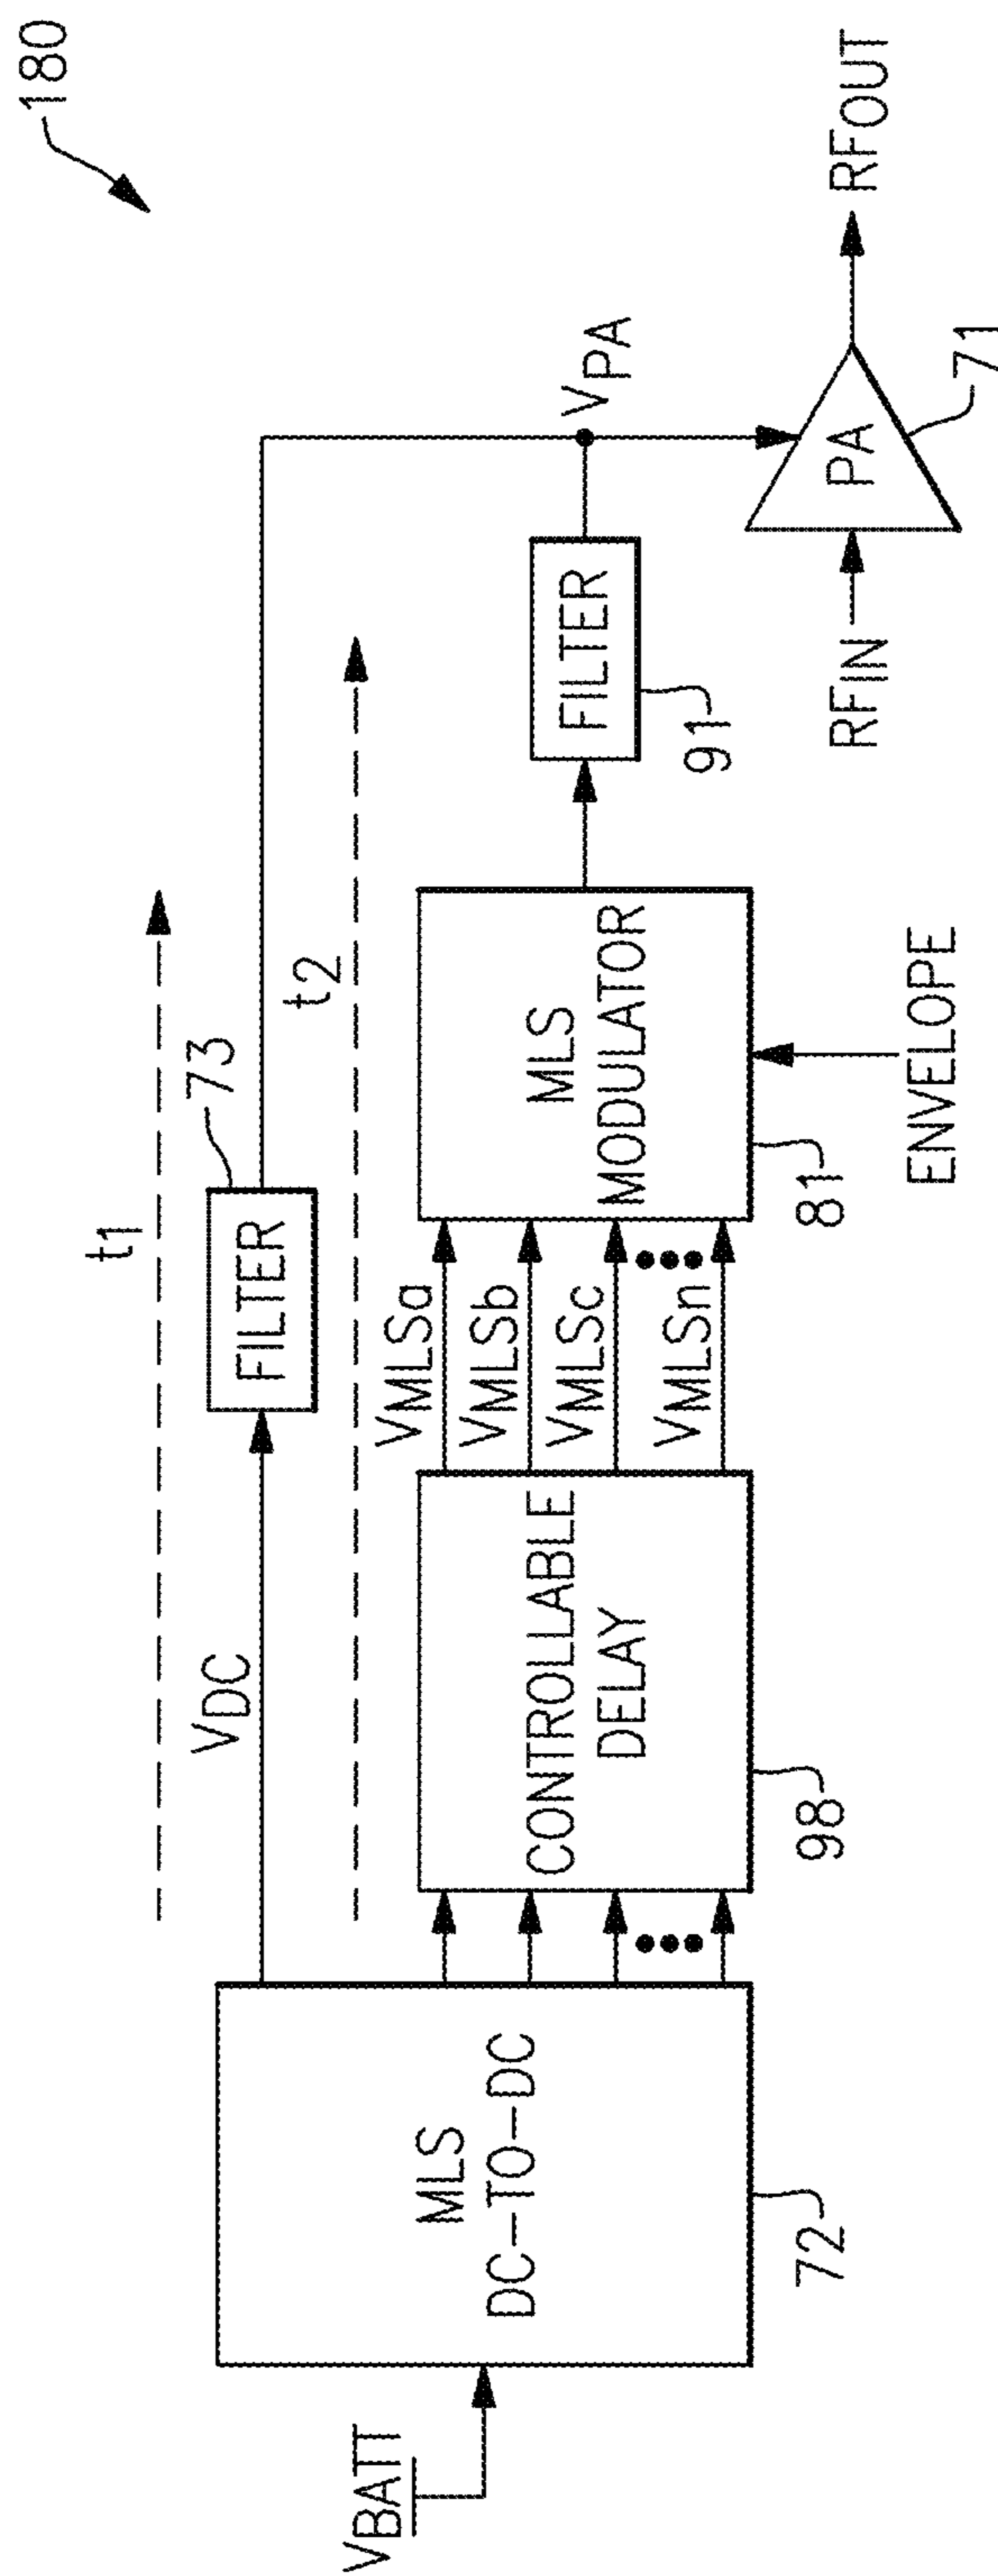 180
t1
73
FILTER
VDC
t2
VPA
VBATT
MLS
DC-TO-DC
72
CONTROLLABLE
DELAY
98
VMLSa
VMLSb
VMLSc
VMLSn
MLS
MODULATOR
81
ENVELOPE
FILTER
91
RFIN
PA
71
RFOUT